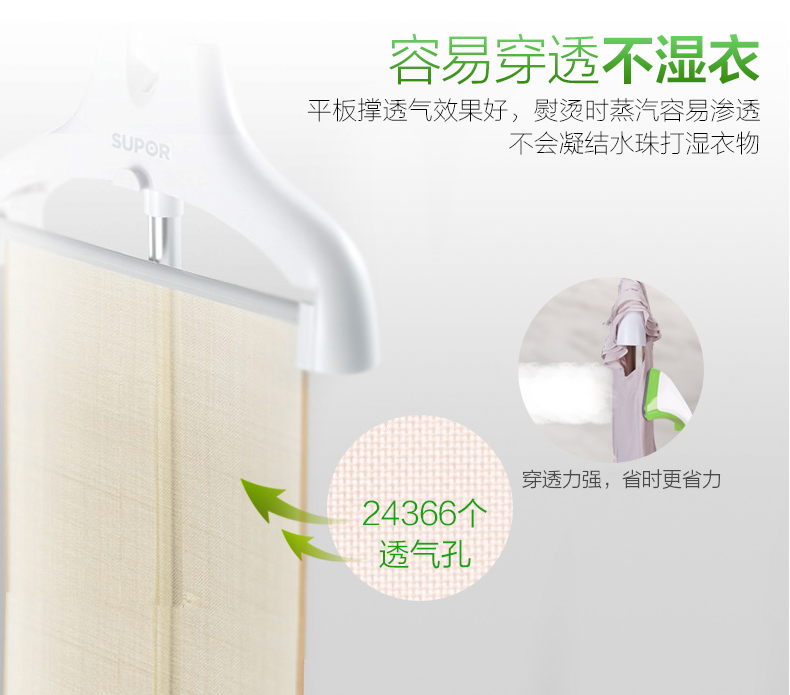 容易穿透不湿衣
平板撑透气效果好，熨烫时蒸汽容易渗透
不会凝结水珠打湿衣物
SUPOR
穿透力强，省时更省力
24366个
透气孔